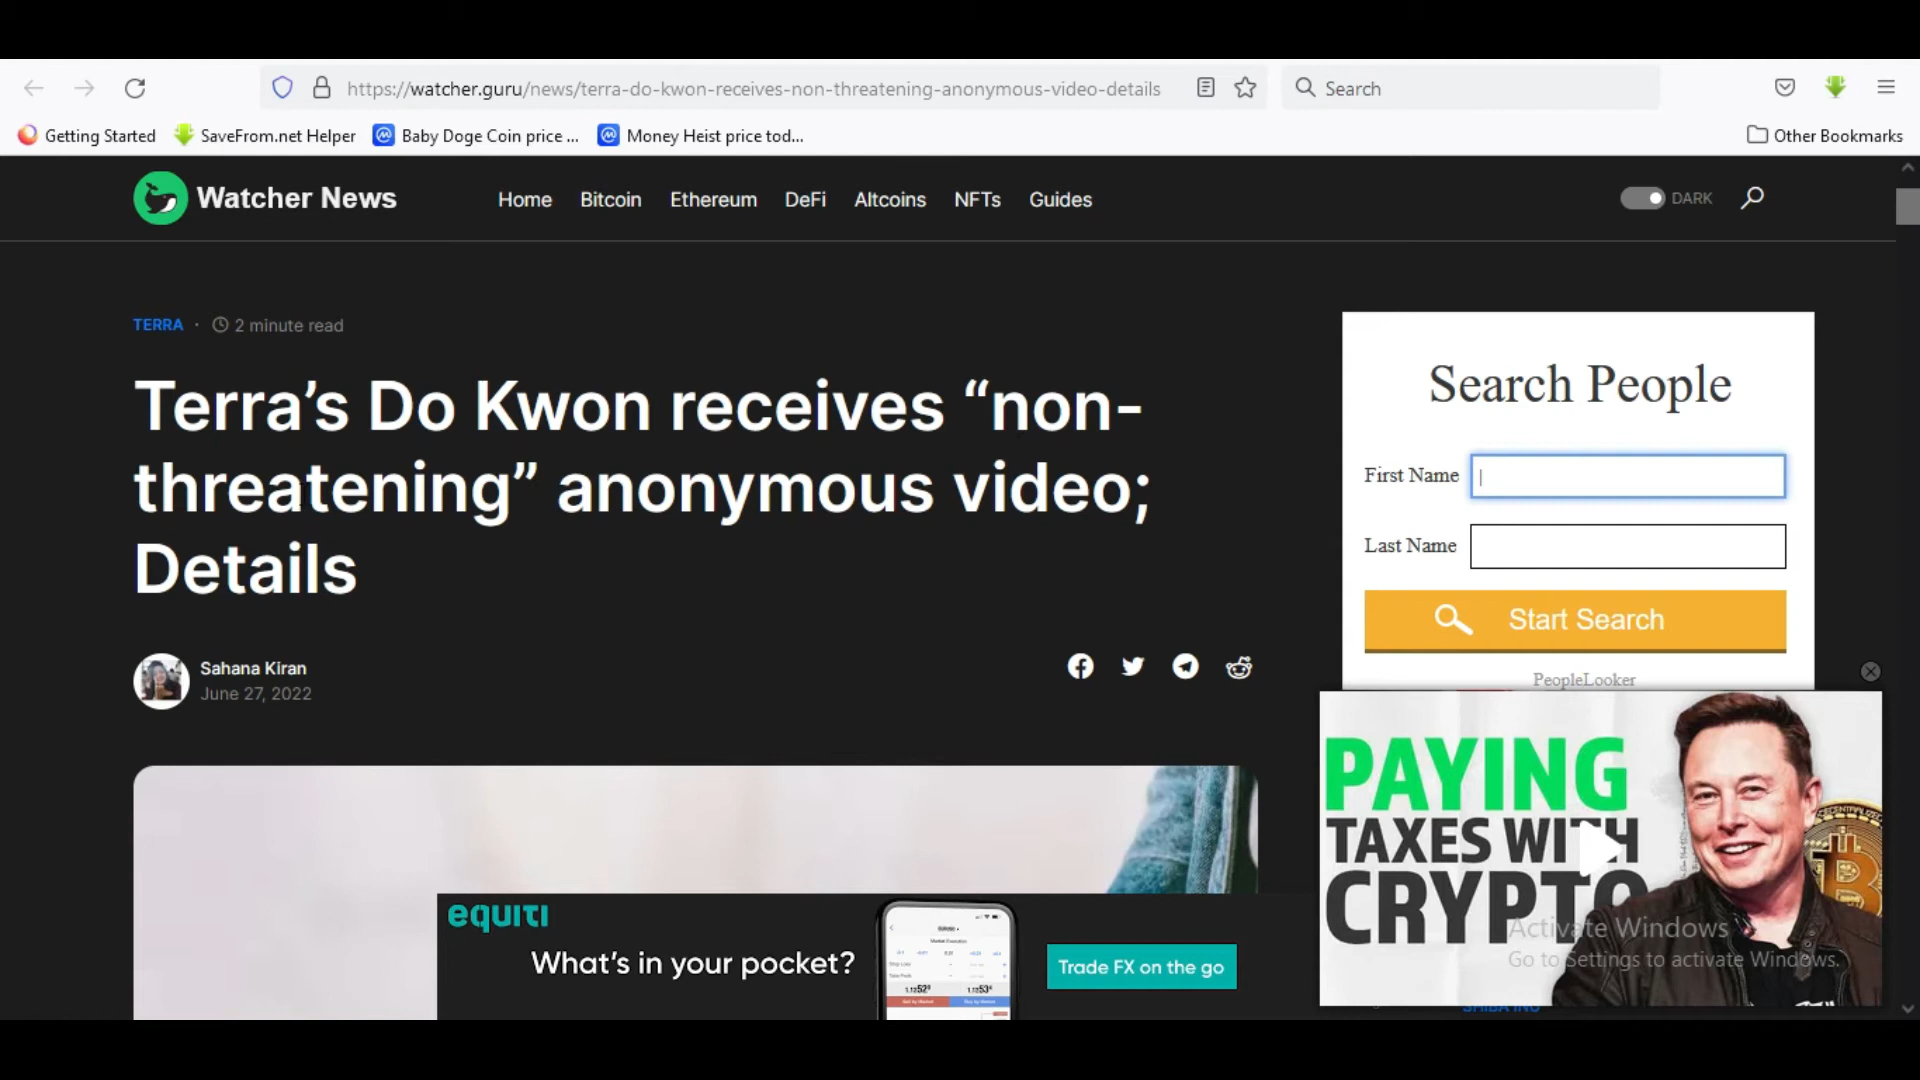 https://watcher.guru/news/terra-do-kwon-receives-non-threatening-anonymous-video-details
Search
Getting Started
SaveFrom.net Helper
Baby Doge Coin price ...
Money Heist price tod...
Other Bookmarks
Watcher News
Home
Bitcoin
Ethereum
DeFi
Altcoins
NFTs
Guides
DARK
TERRA · 2 minute read
Terra’s Do Kwon receives “non-
threatening” anonymous video;
Details
Sahana Kiran
June 27, 2022
Search People
First Name
Last Name
Start Search
PeopleLooker
PAYING
TAXES WITH
CRYPTO
Activate Windows
Go to Settings to activate Windows.
SHIBA INU
equiti
What’s in your pocket?
Trade FX on the go